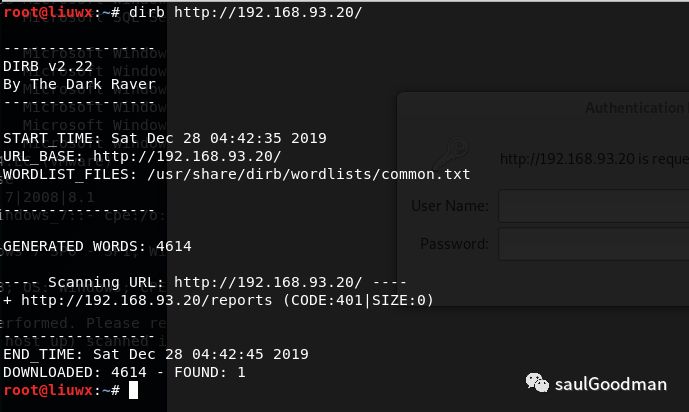 root@liuwx:~# dirb http://192.168.93.20/
-----------------
DIRB v2.22
By The Dark Raver
-----------------
START_TIME: Sat Dec 28 04:42:35 2019
URL_BASE: http://192.168.93.20/
WORDLIST_FILES: /usr/share/dirb/wordlists/common.txt
-----------------
GENERATED WORDS: 4614
---- Scanning URL: http://192.168.93.20/ ----
+ http://192.168.93.20/reports (CODE:401|SIZE:0)
-----------------
END_TIME: Sat Dec 28 04:42:45 2019
DOWNLOADED: 4614 - FOUND: 1
root@liuwx:~#
Authentication
http://192.168.93.20 is reque
User Name:
Password:
saulGoodman